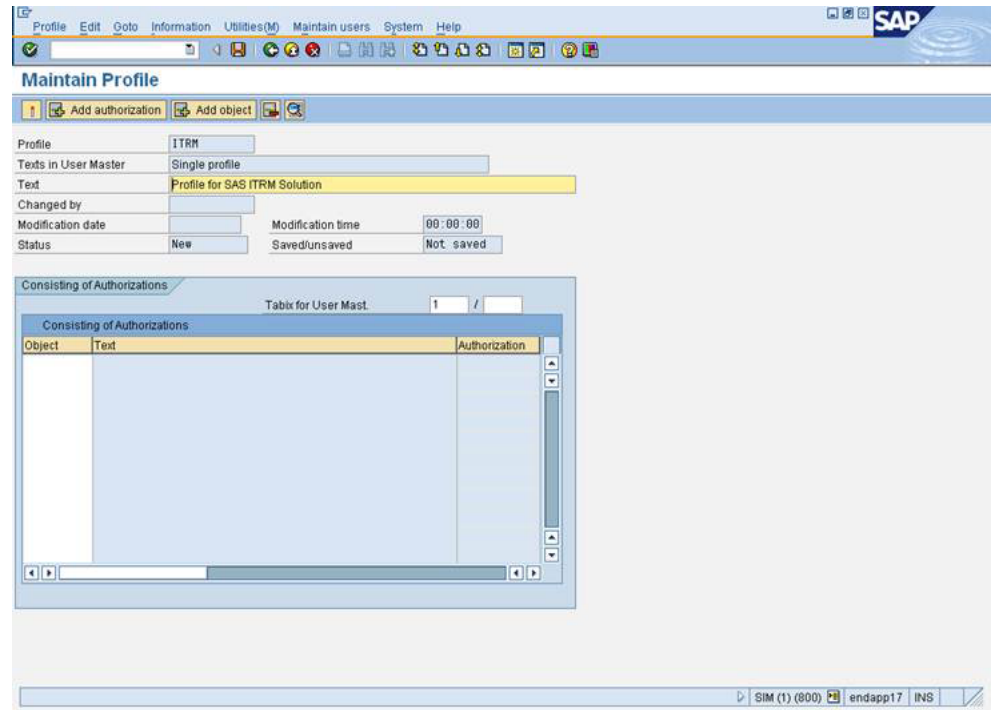 Profile Edit Goto Information Utilities(M) Maintain users System Help
SAP
Maintain Profile
Add authorization Add object
Profile ITRM
Texts in User Master Single profile
Text Profile for SAS ITRM Solution
Changed by
Modification date Modification time 00:00:00
Status New Saved/unsaved Not saved
Consisting of Authorizations
Tabix for User Mast. 1 /
Consisting of Authorizations
Object Text Authorization
SIM (1) (800) endapp17 INS